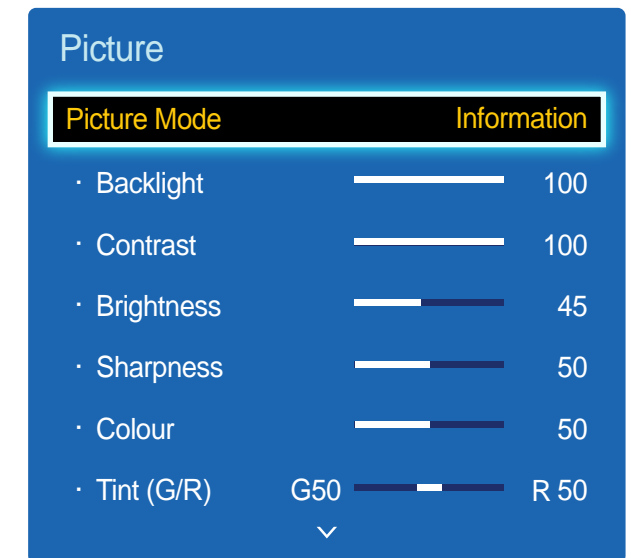 Picture
Picture Mode Information
· Backlight 100
· Contrast 100
· Brightness 45
· Sharpness 50
· Colour 50
· Tint (G/R) G50 R 50